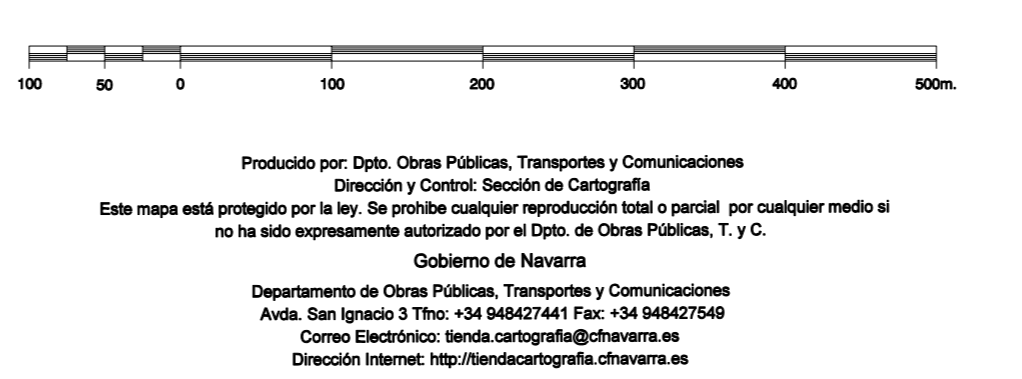 100 50 0 100 200 300 400 500m.
Producido por: Dpto. Obras Públicas, Transportes y Comunicaciones
Dirección y Control: Sección de Cartografía
Este mapa está protegido por la ley. Se prohibe cualquier reproducción total o parcial por cualquier medio si
no ha sido expresamente autorizado por el Dpto. de Obras Públicas, T. y C.
Gobierno de Navarra
Departamento de Obras Públicas, Transportes y Comunicaciones
Avda. San Ignacio 3 Tfno: +34 948427441 Fax: +34 948427549
Correo Electrónico: tienda.cartografia@cfnavarra.es
Dirección Internet: http://tiendacartografia.cfnavarra.es